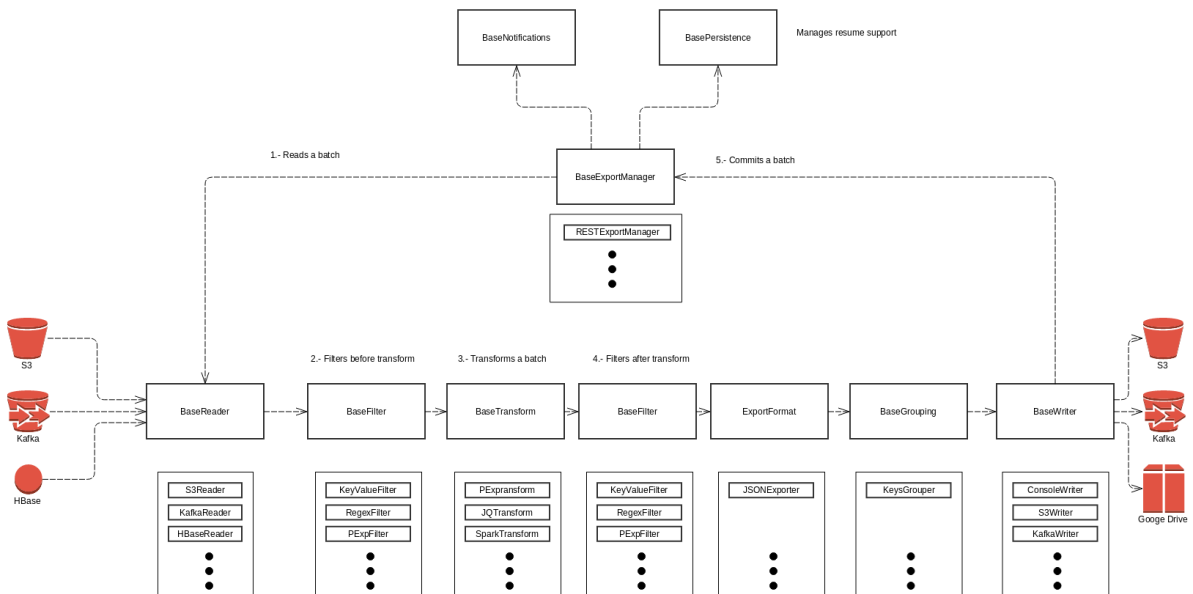 BaseNotifications
BasePersistence
Manages resume support
1.- Reads a batch
BaseExportManager
5.- Commits a batch
RESTExportManager
S3
Kafka
HBase
2.- Filters before transform
3.- Transforms a batch
4.- Filters after transform
BaseReader
BaseFilter
BaseTransform
BaseFilter
ExportFormat
BaseGrouping
BaseWriter
S3
Kafka
Googe Drive
S3Reader
KafkaReader
HBaseReader
KeyValueFilter
RegexFilter
PExpFilter
PExpransform
JQTransform
SparkTransform
KeyValueFilter
RegexFilter
PExpFilter
JSONExporter
KeysGrouper
ConsoleWriter
S3Writer
KafkaWriter